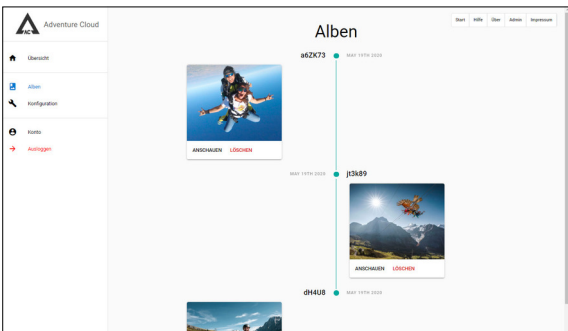 AC
Adventure Cloud
Start Hilfe Über Admin Impressum
Alben
Übersicht
Alben
Konfiguration
Konto
Ausloggen
a6ZK73 MAY 19TH 2020
ANSCHAUEN LÖSCHEN
MAY 19TH 2020 jt3k89
ANSCHAUEN LÖSCHEN
dH4U8 MAY 19TH 2020